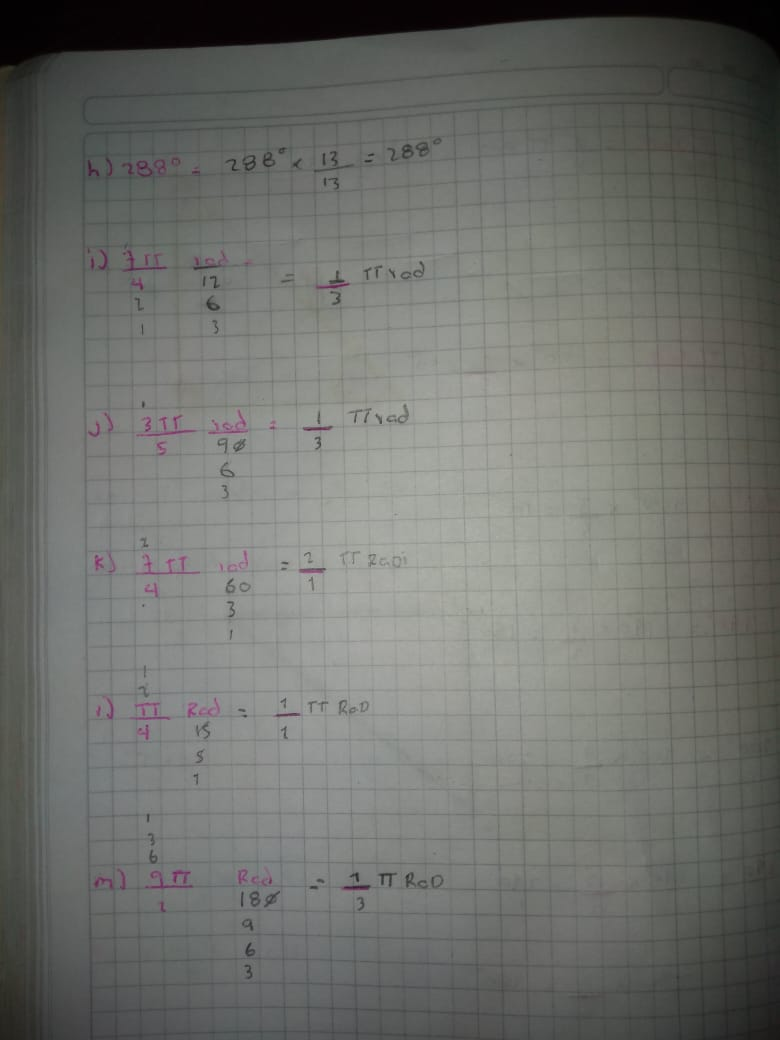 h) 288° = 288° × 13/13 = 288°
i) 7π/4 rad/12 = 1/3 π rad
2 6
1 3
j) 3π/5 rad/90 = 1/3 π rad
6
3
2
k) 7π/4 rad/60 = 2/1 π Radi
3
1
1
2
l) π/4 Rad/15 = 1/1 π RaD
5
1
1
3
6
m) 9π/2 Rad/180 = 1/3 π RaD
9
6
3